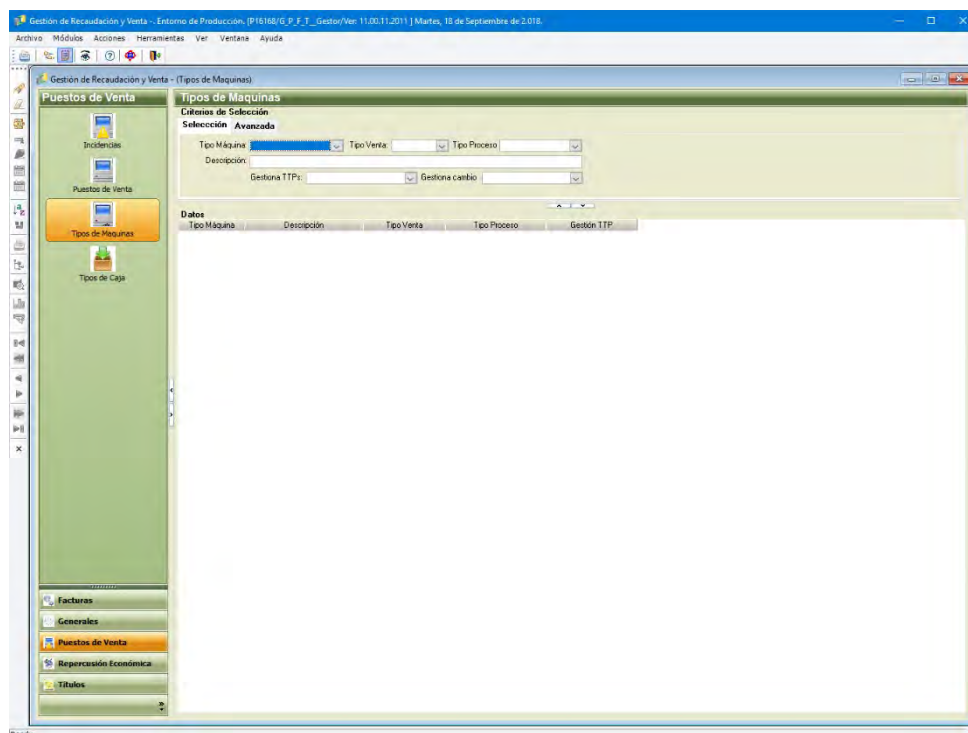 Gestión de Recaudación y Venta -. Entorno de Producción. [P16168/G_P_F_T_Gestor/Ver: 11.00.11.2011 ] Martes, 18 de Septiembre de 2.018.
Archivo Módulos Acciones Herramientas Ver Ventana Ayuda
Gestión de Recaudación y Venta - (Tipos de Maquinas)
Puestos de Venta
Tipos de Maquinas
Criterios de Selección
Seleccción Avanzada
Tipo Máquina: Tipo Venta: Tipo Proceso
Descripción:
Gestiona TTPs: Gestiona cambio
Datos
Tipo Máquina Descripción Tipo Venta Tipo Proceso Gestión TTP
Incidencias
Puestos de Venta
Tipos de Maquinas
Tipos de Caja
Facturas
Generales
Puestos de Venta
Repercusión Económica
Títulos